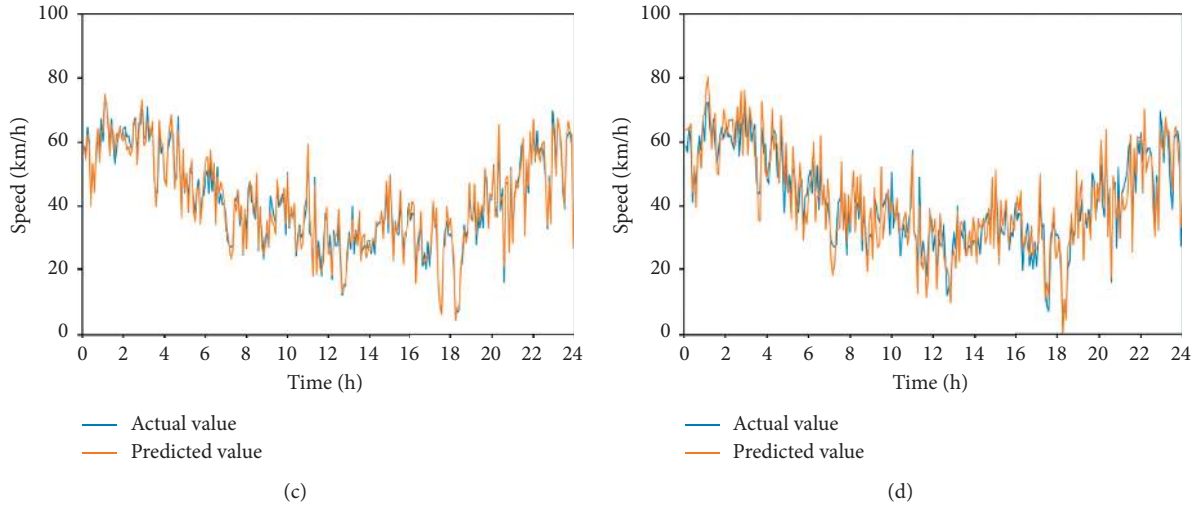 100
80
60
40
20
0
Speed (km/h)
0 2 4 6 8 10 12 14 16 18 20 22 24
Time (h)
Actual value
Predicted value
(c)
100
80
60
40
20
0
Speed (km/h)
0 2 4 6 8 10 12 14 16 18 20 22 24
Time (h)
Actual value
Predicted value
(d)